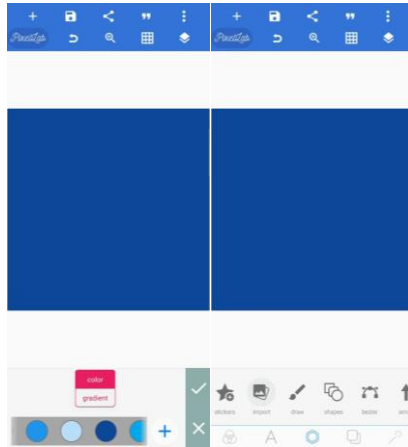 PixelLab
PixelLab
color
gradient
stickers
import
draw
shapes
bezier